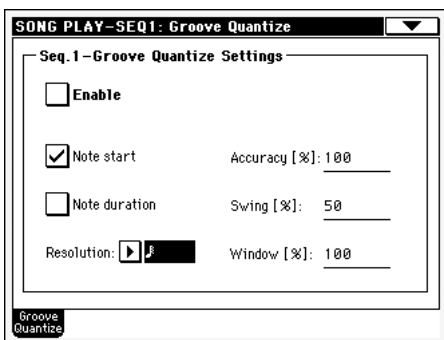 SONG PLAY-SEQ1: Groove Quantize
Seq.1-Groove Quantize Settings
Enable
Note start
Accuracy [%]: 100
Note duration
Swing [%]: 50
Resolution:
Window [%]: 100
Groove
Quantize